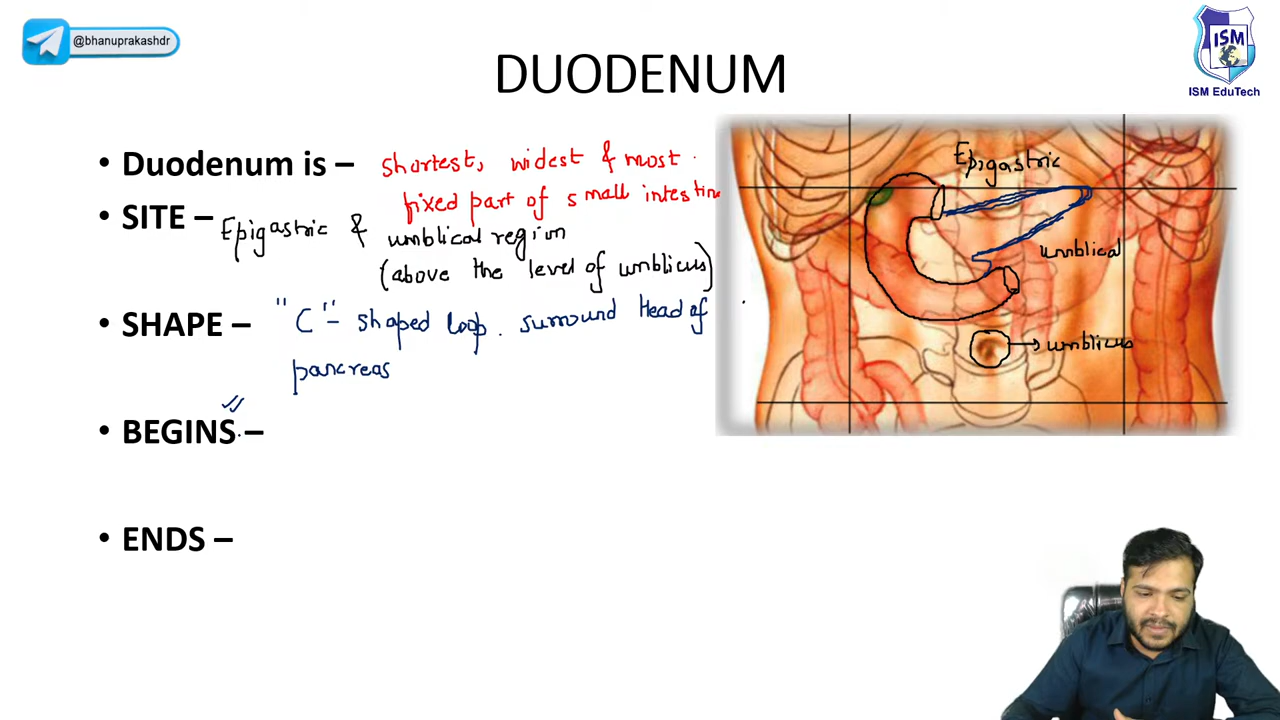 @bhanuprakashdr
DUODENUM
ISM
ISM EduTech
• Duodenum is – shortest, widest & most
fixed part of small intestine
• SITE – Epigastric & umblical region
(above the level of umblicus)
• SHAPE – "C" – shaped loop. surround Head of
pancreas
• BEGINS –
• ENDS –
Epigastric
umblical
umblicus